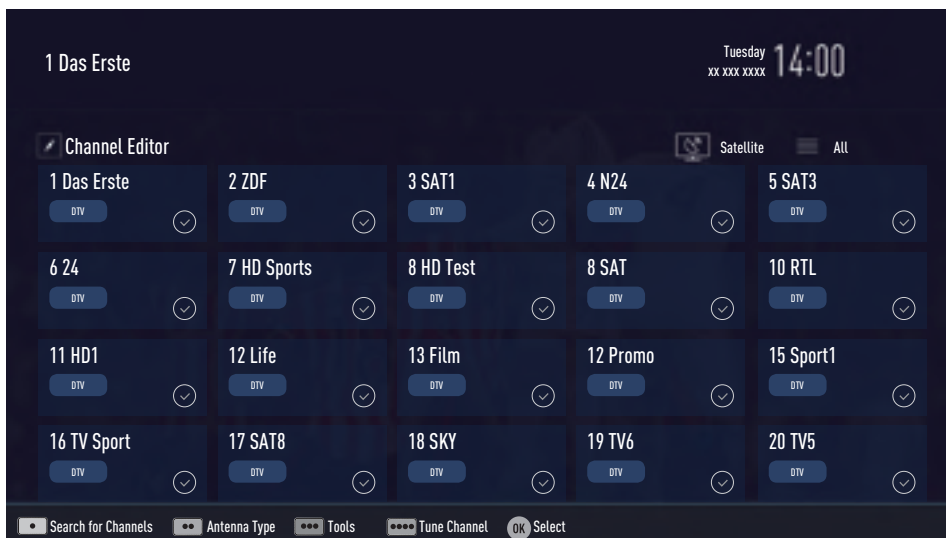 1 Das Erste
Tuesday
xx xxx xxxx
14:00
Channel Editor Satellite All
1 Das Erste 2 ZDF 3 SAT1 4 N24 5 SAT3
DTV DTV DTV DTV DTV
6 24 7 HD Sports 8 HD Test 8 SAT 10 RTL
DTV DTV DTV DTV DTV
11 HD1 12 Life 13 Film 12 Promo 15 Sport1
DTV DTV DTV DTV DTV
16 TV Sport 17 SAT8 18 SKY 19 TV6 20 TV5
DTV DTV DTV DTV DTV
Search for Channels Antenna Type Tools Tune Channel OK Select